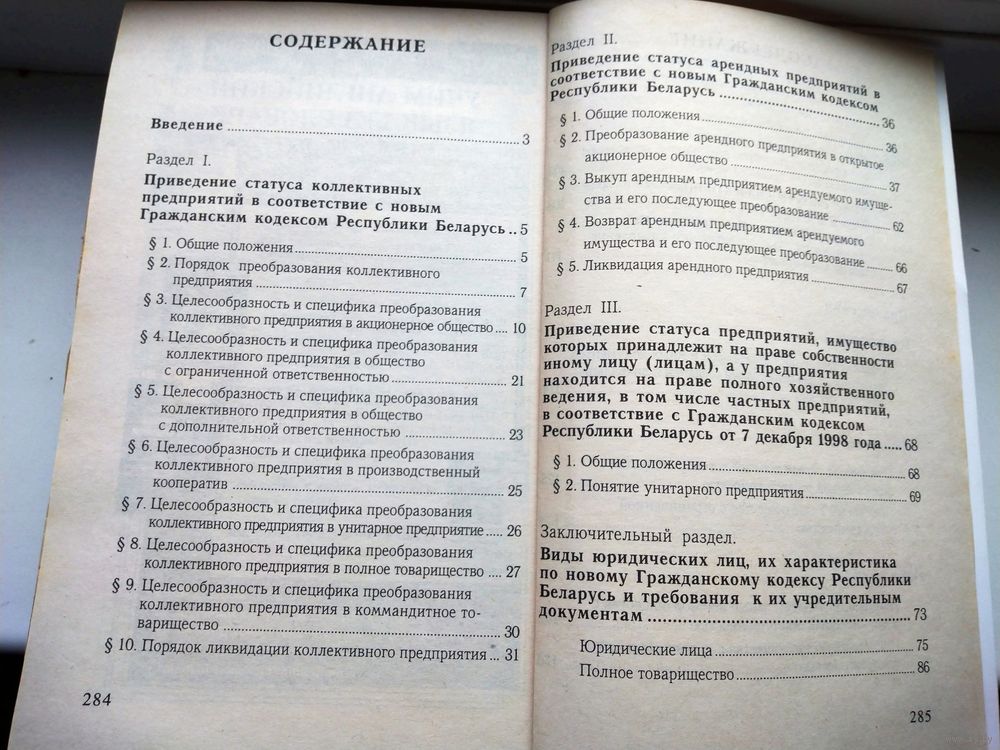 СОДЕРЖАНИЕ
Введение ........ 3
Раздел I.
Приведение статуса коллективных
предприятий в соответствие с новым
Гражданским кодексом Республики Беларусь .. 5
§ 1. Общие положения ........ 5
§ 2. Порядок преобразования коллективного
предприятия ........ 7
§ 3. Целесообразность и специфика преобразования
коллективного предприятия в акционерное общество .... 10
§ 4. Целесообразность и специфика преобразования
коллективного предприятия в общество
с ограниченной ответственностью ........ 21
§ 5. Целесообразность и специфика преобразования
коллективного предприятия в общество
с дополнительной ответственностью ........ 23
§ 6. Целесообразность и специфика преобразования
коллективного предприятия в производственный
кооператив ........ 25
§ 7. Целесообразность и специфика преобразования
коллективного предприятия в унитарное предприятие ..... 26
§ 8. Целесообразность и специфика преобразования
коллективного предприятия в полное товарищество .... 27
§ 9. Целесообразность и специфика преобразования
коллективного предприятия в коммандитное то-
варищество ........ 30
§ 10. Порядок ликвидации коллективного предприятия ... 31
284
Раздел II.
Приведение статуса арендных предприятий в
соответствие с новым Гражданским кодексом
Республики Беларусь ........ 36
§ 1. Общие положения ........ 36
§ 2. Преобразование арендного предприятия в открытое
акционерное общество ........ 37
§ 3. Выкуп арендным предприятием арендуемого имуще-
ства и его последующее преобразование ........ 62
§ 4. Возврат арендным предприятием арендуемого
имущества и его последующее преобразование ........ 66
§ 5. Ликвидация арендного предприятия ........ 67
Раздел III.
Приведение статуса предприятий, имущество
которых принадлежит на праве собственности
иному лицу (лицам), а у предприятия
находится на праве полного хозяйственного
ведения, в том числе частных предприятий,
в соответствие с Гражданским кодексом
Республики Беларусь от 7 декабря 1998 года ..... 68
§ 1. Общие положения ........ 68
§ 2. Понятие унитарного предприятия ........ 69
Заключительный раздел.
Виды юридических лиц, их характеристика
по новому Гражданскому кодексу Республики
Беларусь и требования к их учредительным
документам ........ 73
Юридические лица ........ 75
Полное товарищество ........ 86
285